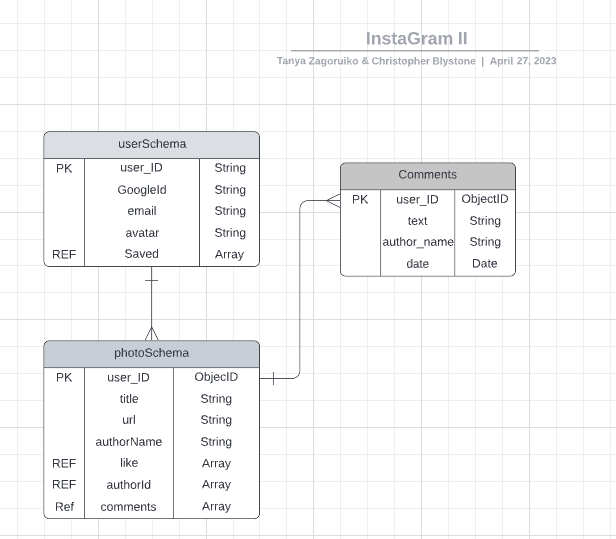 InstaGram II
Tanya Zagoruiko & Christopher Blystone | April 27, 2023
userSchema
PK user_ID String
GoogleId String
email String
avatar String
REF Saved Array
Comments
PK user_ID ObjectID
text String
author_name String
date Date
photoSchema
PK user_ID ObjecID
title String
url String
authorName String
REF like Array
REF authorId Array
Ref comments Array